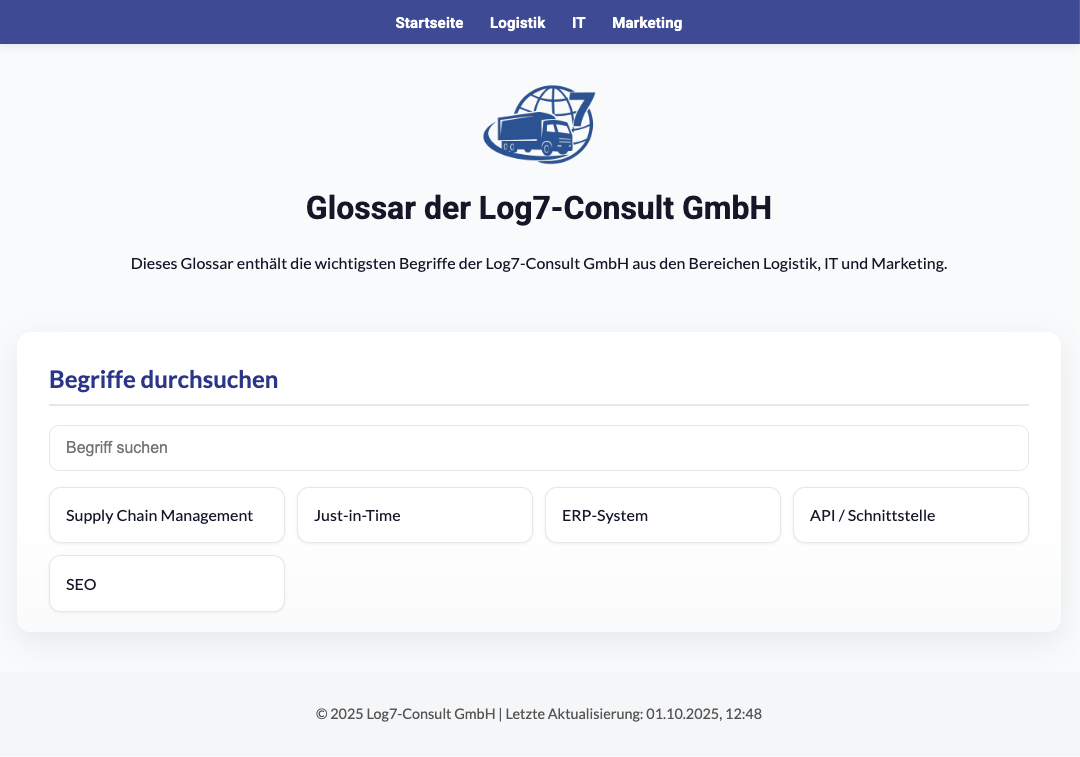 Startseite Logistik IT Marketing
7
Glossar der Log7-Consult GmbH
Dieses Glossar enthält die wichtigsten Begriffe der Log7-Consult GmbH aus den Bereichen Logistik, IT und Marketing.
Begriffe durchsuchen
Begriff suchen
Supply Chain Management Just-in-Time ERP-System API / Schnittstelle
SEO
© 2025 Log7-Consult GmbH | Letzte Aktualisierung: 01.10.2025, 12:48